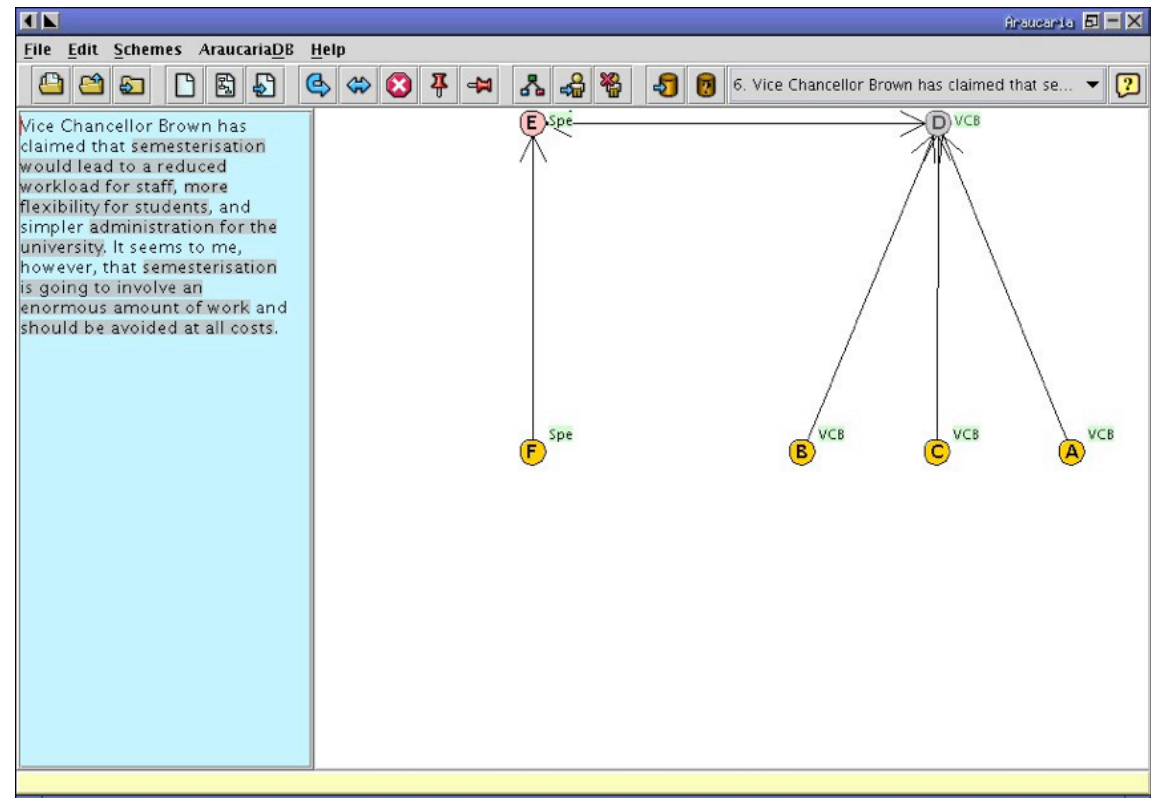 Araucaria
File Edit Schemes AraucariaDB Help
6. Vice Chancellor Brown has claimed that se... ?
Vice Chancellor Brown has
claimed that semesterisation
would lead to a reduced
workload for staff, more
flexibility for students, and
simpler administration for the
university. It seems to me,
however, that semesterisation
is going to involve an
enormous amount of work and
should be avoided at all costs.
E Spe D VCB
F Spe B VCB C VCB A VCB